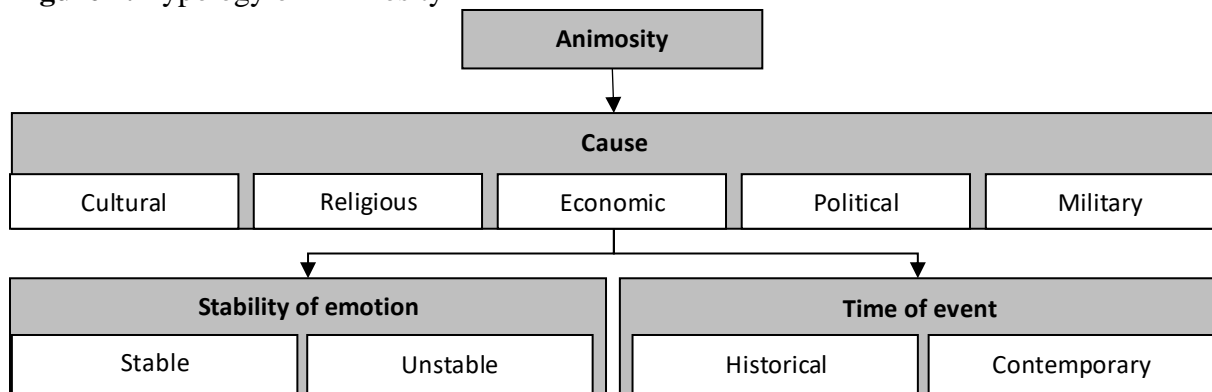 Animosity
Cause
Cultural Religious Economic Political Military
Stability of emotion Time of event
Stable Unstable Historical Contemporary